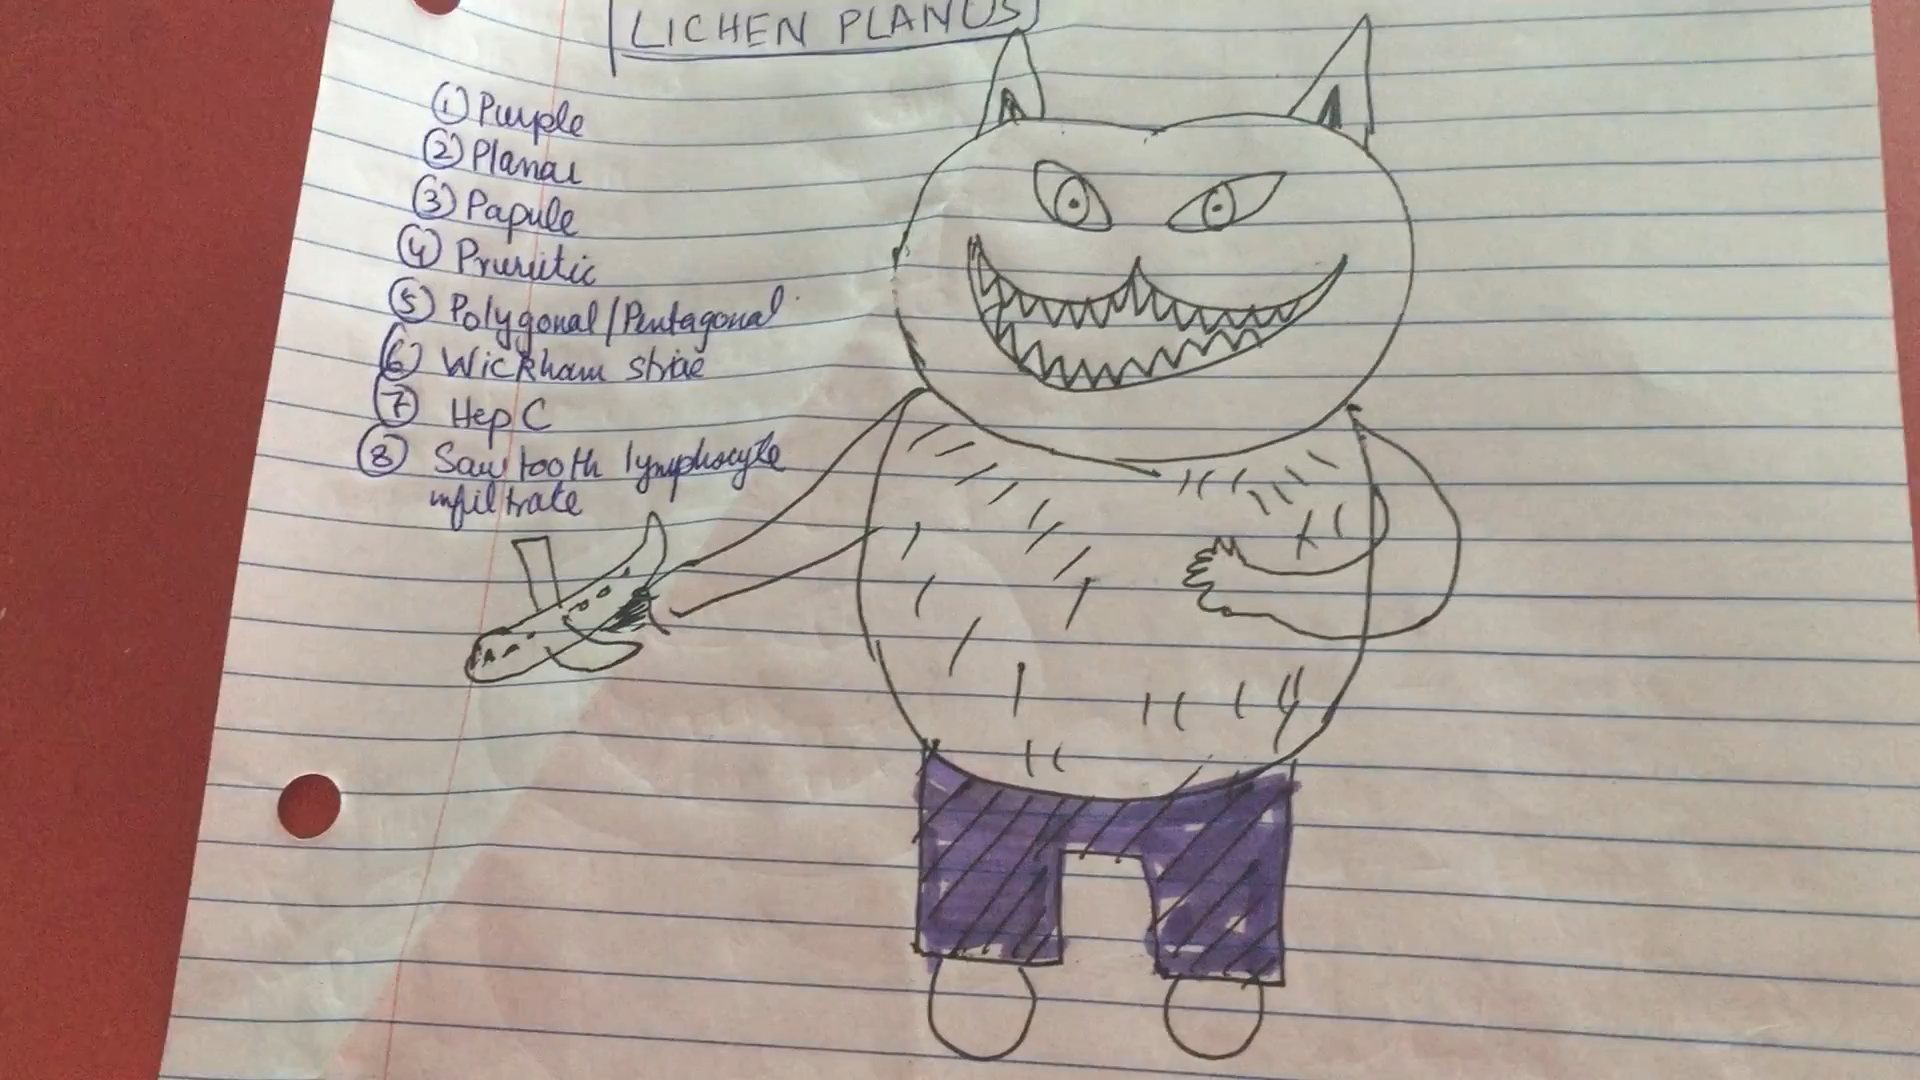 LICHEN PLANUS
① Purple
② Planar
③ Papule
④ Pruritic
⑤ Polygonal/Pentagonal
⑥ Wickham striae
⑦ Hep C
⑧ Saw tooth lymphocyte
infiltrate